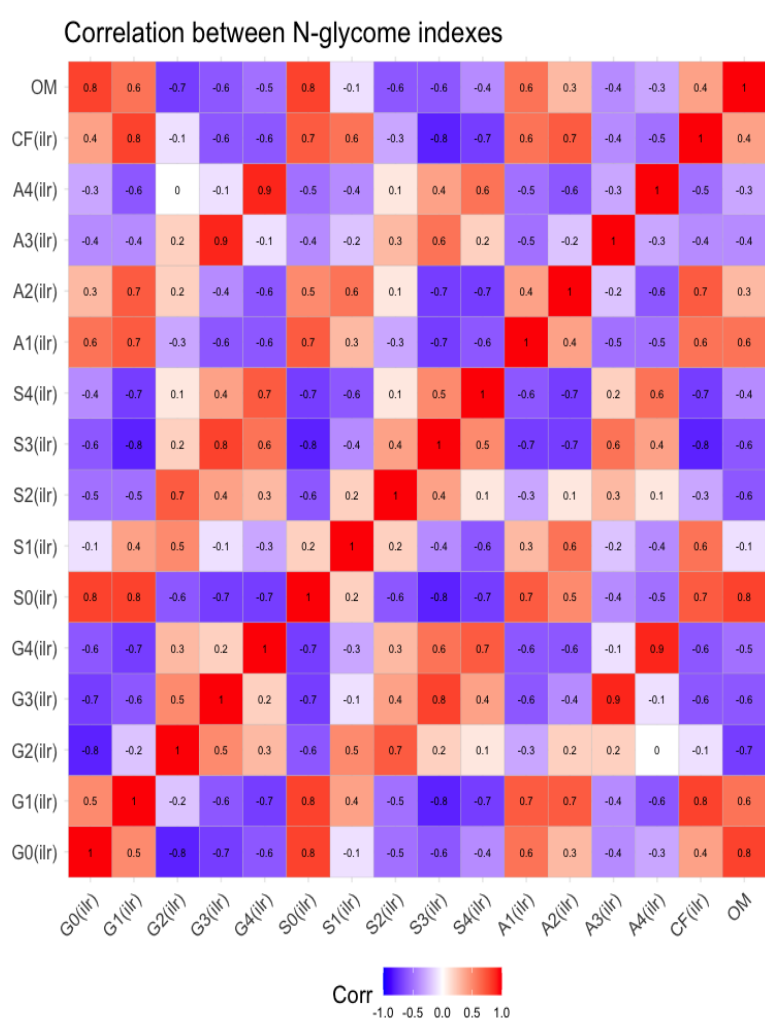 Correlation between N-glycome indexes
OM 0.8 0.6 -0.7 -0.6 -0.5 0.8 -0.1 -0.6 -0.6 -0.4 0.6 0.3 -0.4 -0.3 0.4 1
CF(ilr) 0.4 0.8 -0.1 -0.6 -0.6 0.7 0.6 -0.3 -0.8 -0.7 0.6 0.7 -0.4 -0.5 1 0.4
A4(ilr) -0.3 -0.6 0 -0.1 0.9 -0.5 -0.4 0.1 0.4 0.6 -0.5 -0.6 -0.3 1 -0.5 -0.3
A3(ilr) -0.4 -0.4 0.2 0.9 -0.1 -0.4 -0.2 0.3 0.6 0.2 -0.5 -0.2 1 -0.3 -0.4 -0.4
A2(ilr) 0.3 0.7 0.2 -0.4 -0.6 0.5 0.6 0.1 -0.7 -0.7 0.4 1 -0.2 -0.6 0.7 0.3
A1(ilr) 0.6 0.7 -0.3 -0.6 -0.6 0.7 0.3 -0.3 -0.7 -0.6 1 0.4 -0.5 -0.5 0.6 0.6
S4(ilr) -0.4 -0.7 0.1 0.4 0.7 -0.7 -0.6 0.1 0.5 1 -0.6 -0.7 0.2 0.6 -0.7 -0.4
S3(ilr) -0.6 -0.8 0.2 0.8 0.6 -0.8 -0.4 0.4 1 0.5 -0.7 -0.7 0.6 0.4 -0.8 -0.6
S2(ilr) -0.5 -0.5 0.7 0.4 0.3 -0.6 0.2 1 0.4 0.1 -0.3 0.1 0.3 0.1 -0.3 -0.6
S1(ilr) -0.1 0.4 0.5 -0.1 -0.3 0.2 1 0.2 -0.4 -0.6 0.3 0.6 -0.2 -0.4 0.6 -0.1
S0(ilr) 0.8 0.8 -0.6 -0.7 -0.7 1 0.2 -0.6 -0.8 -0.7 0.7 0.5 -0.4 -0.5 0.7 0.8
G4(ilr) -0.6 -0.7 0.3 0.2 1 -0.7 -0.3 0.3 0.6 0.7 -0.6 -0.6 -0.1 0.9 -0.6 -0.5
G3(ilr) -0.7 -0.6 0.5 1 0.2 -0.7 -0.1 0.4 0.8 0.4 -0.6 -0.4 0.9 -0.1 -0.6 -0.6
G2(ilr) -0.8 -0.2 1 0.5 0.3 -0.6 0.5 0.7 0.2 0.1 -0.3 0.2 0.2 0 -0.1 -0.7
G1(ilr) 0.5 1 -0.2 -0.6 -0.7 0.8 0.4 -0.5 -0.8 -0.7 0.7 0.7 -0.4 -0.6 0.8 0.6
G0(ilr) 1 0.5 -0.8 -0.7 -0.6 0.8 -0.1 -0.5 -0.6 -0.4 0.6 0.3 -0.4 -0.3 0.4 0.8
G0(ilr) G1(ilr) G2(ilr) G3(ilr) G4(ilr) S0(ilr) S1(ilr) S2(ilr) S3(ilr) S4(ilr) A1(ilr) A2(ilr) A3(ilr) A4(ilr) CF(ilr) OM
Corr
-1.0 -0.5 0.0 0.5 1.0